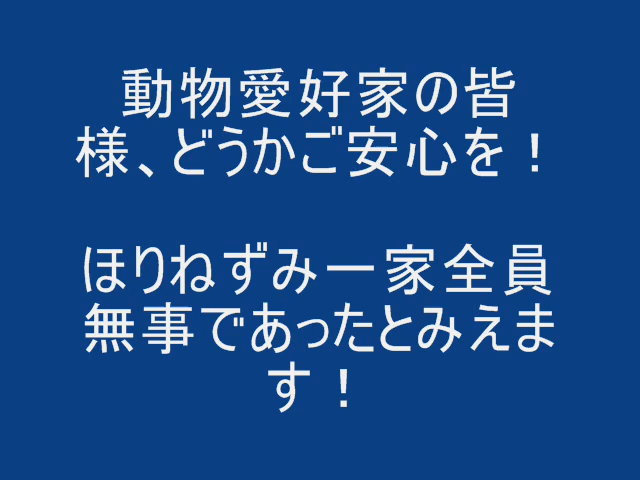 動物愛好家の皆
様、どうかご安心を！
ほりねずみ一家全員
無事であったとみえま
す！